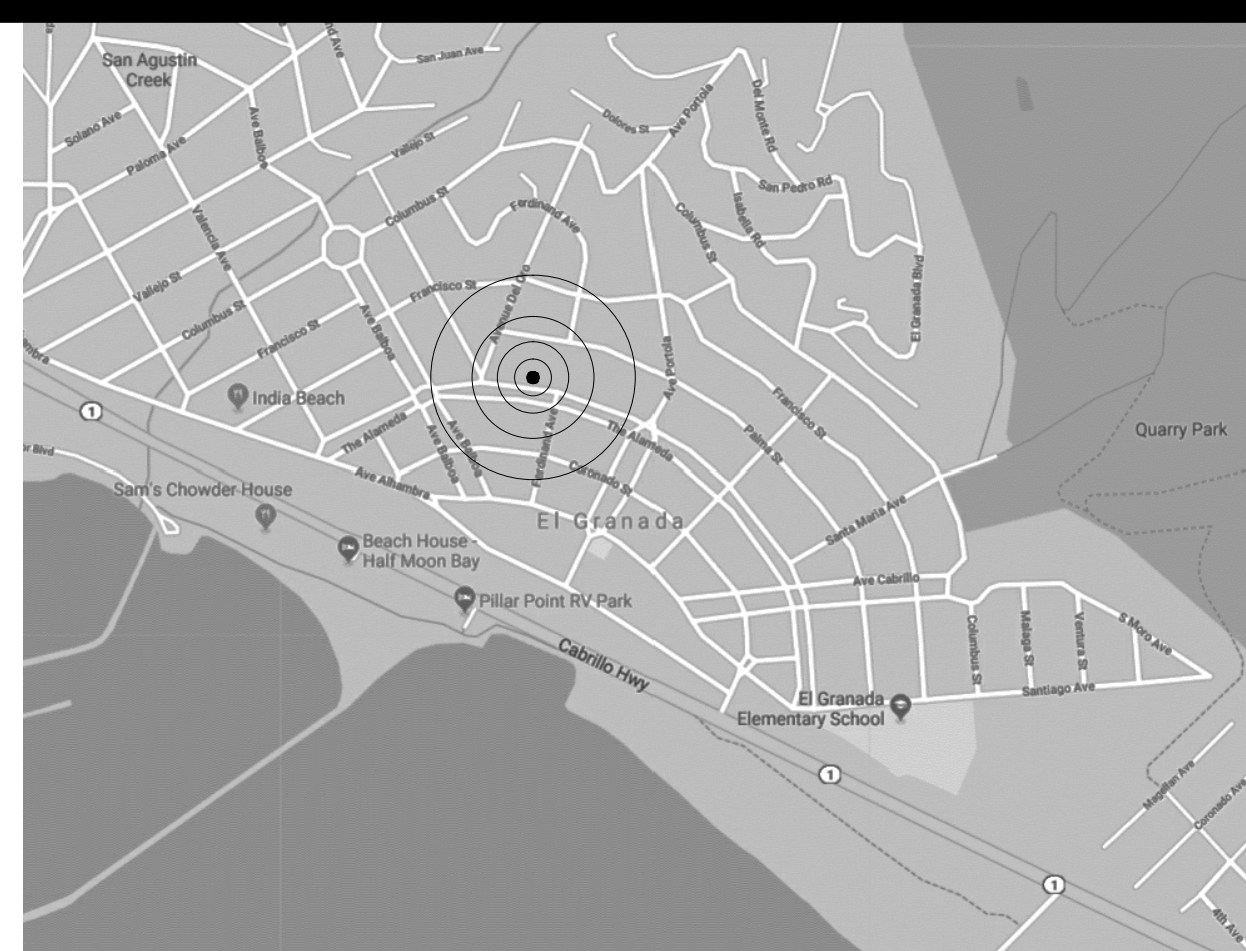 San Juan Ave
San Agustin
Creek
Solano Ave
Ave Balboa
Paloma Ave
Vallejo St
Dolores St
Ave Portola
Del Monte Rd
San Pedro Rd
Isabella Rd
Columbus St
Columbus St
Ferdinand Ave
Valencia Ave
Vallejo St
Columbus St
Francisco St
Francisco St
Avenue Del Oro
Ave Balboa
El Granada Blvd
Ave Portola
India Beach
1
The Alameda
Ave Balboa
Ave Balboa
Ferdinand Ave
The Alameda
Francisco St
Palma St
Quarry Park
Ave Alhambra
Coronado St
Sam's Chowder House
El Granada
Santa Maria Ave
Beach House -
Half Moon Bay
Ave Cabrillo
Pillar Point RV Park
Columbus St
Malaga St
Ventura St
S Moro Ave
Cabrillo Hwy
Santiago Ave
El Granada
Elementary School
1
Magellan Ave
Coronado Ave
1
4th Ave